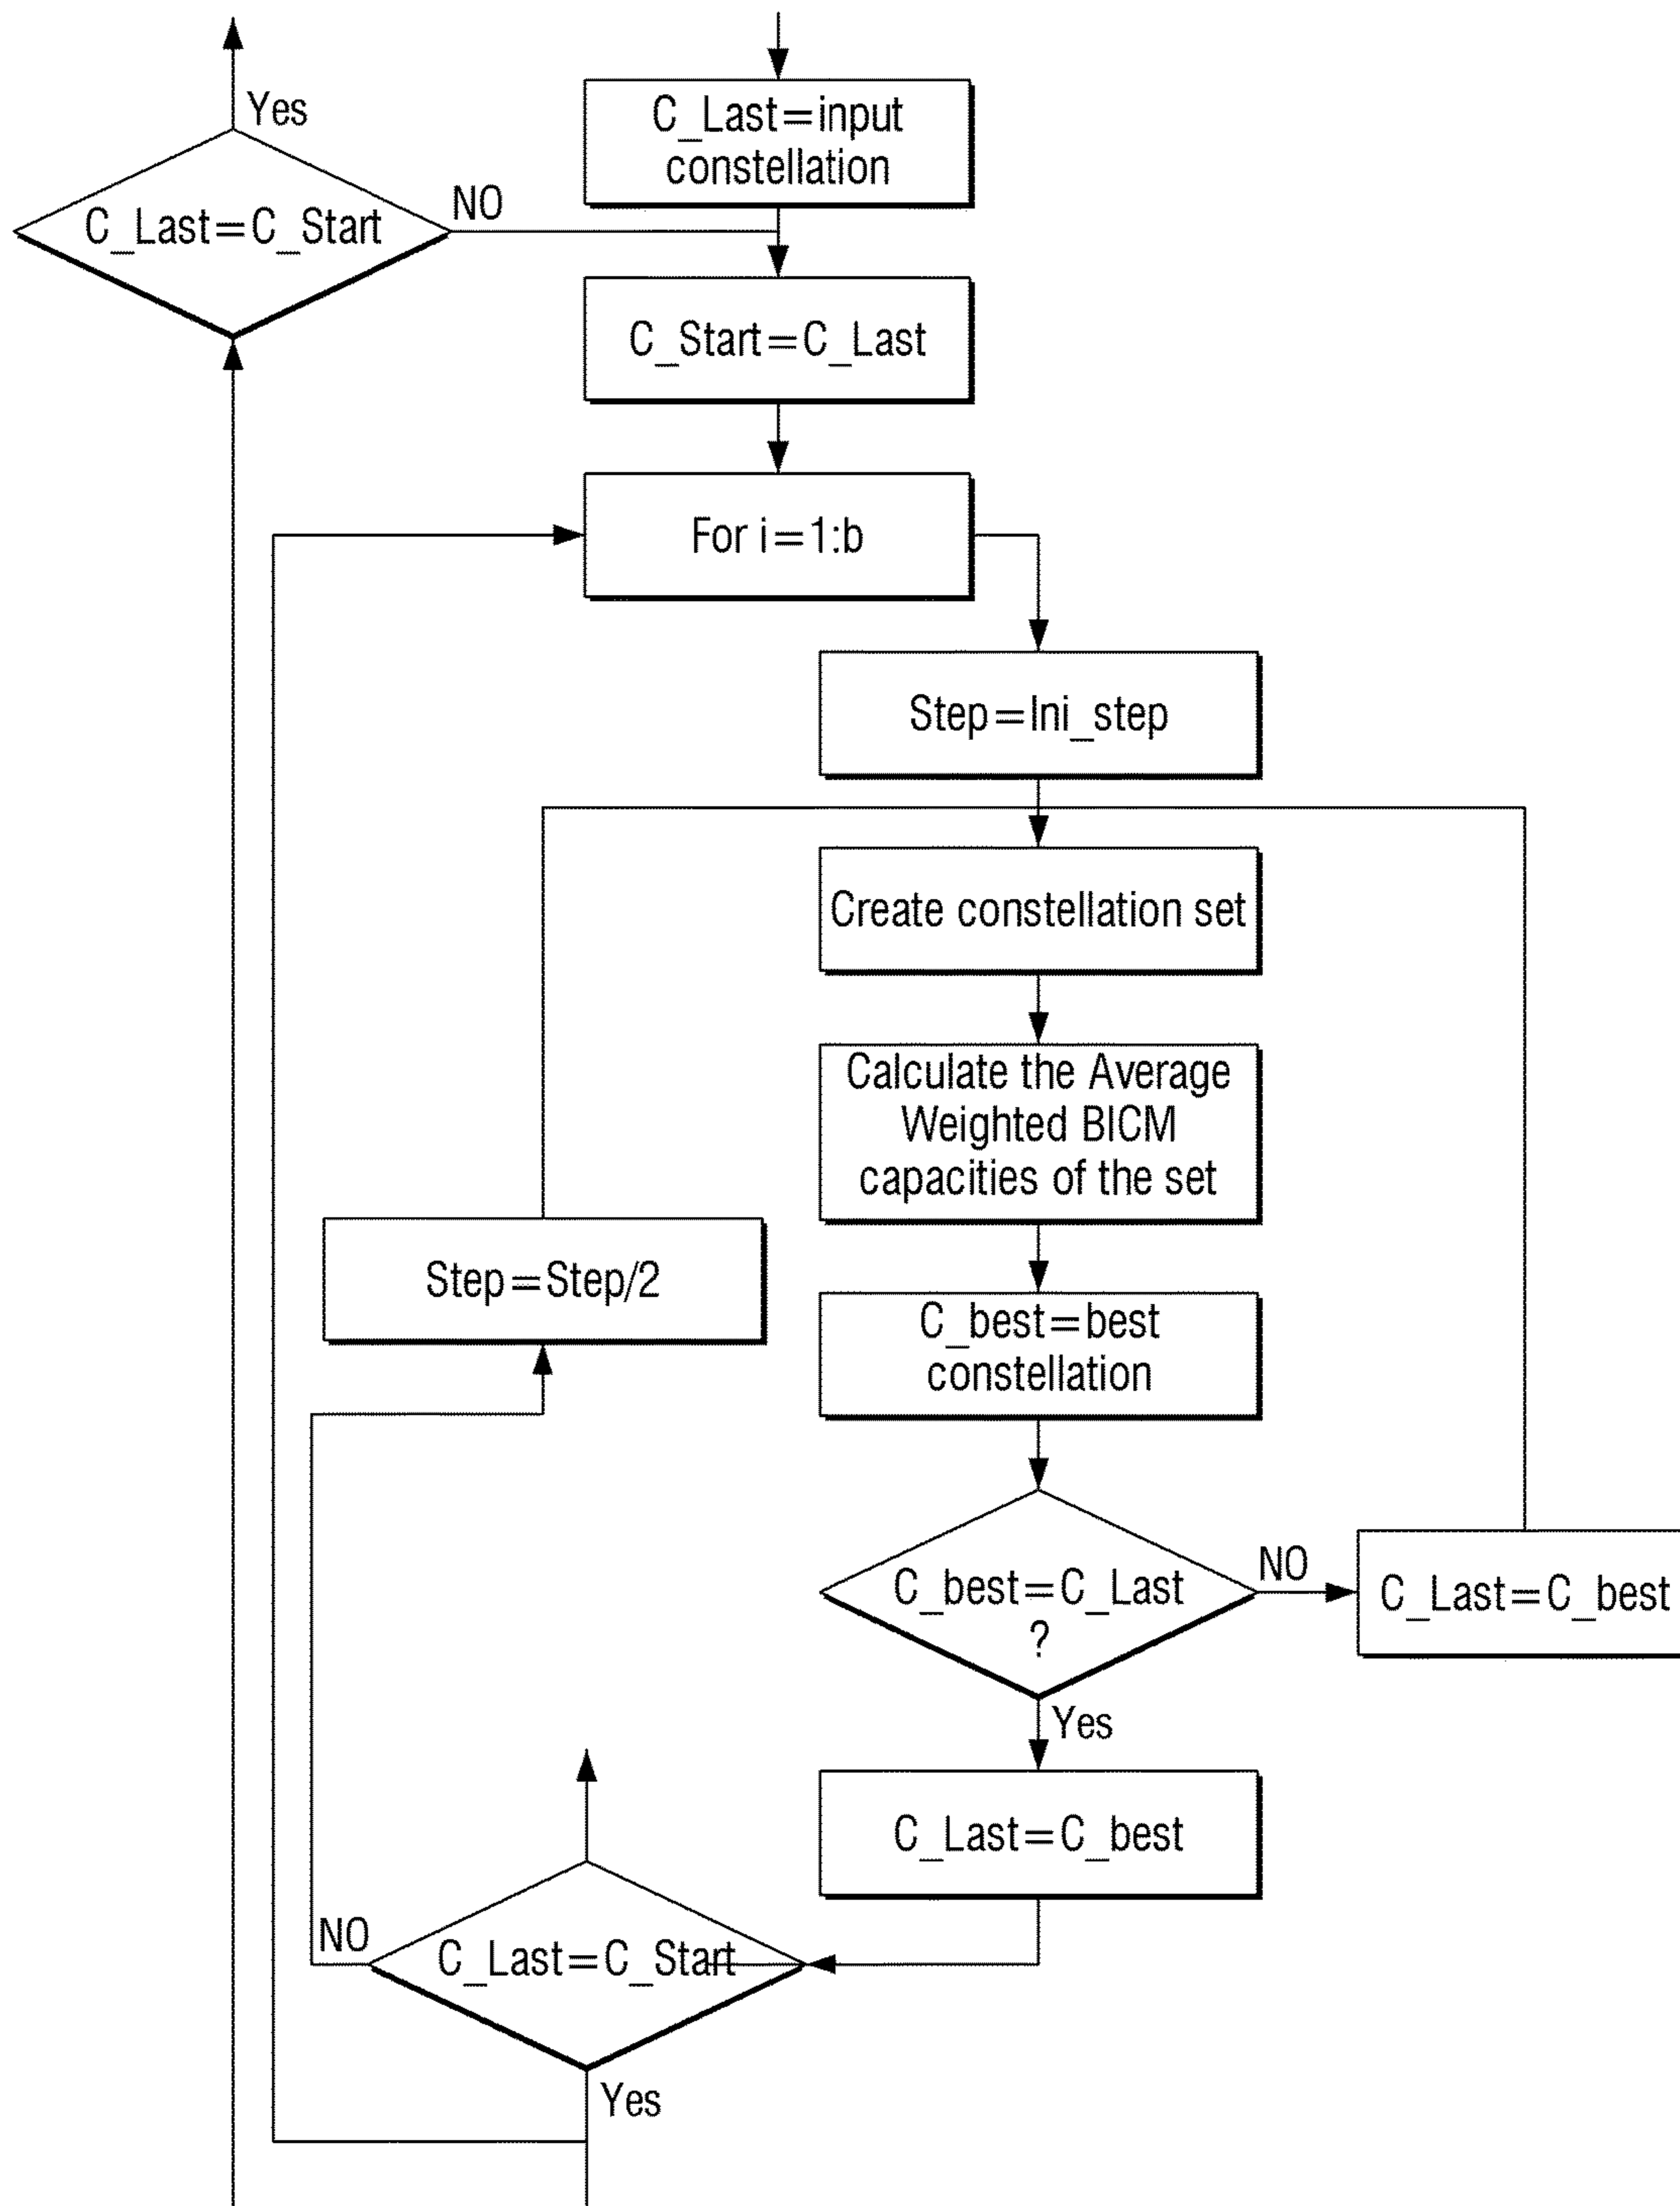 Yes
C_Last=input
constellation
C_Last=C_Start
NO
C_Start=C_Last
For i=1:b
Step=Ini_step
Create constellation set
Calculate the Average
Weighted BICM
capacities of the set
Step=Step/2
C_best=best
constellation
C_best=C_Last
?
NO
C_Last=C_best
Yes
C_Last=C_best
NO
C_Last=C_Start
Yes